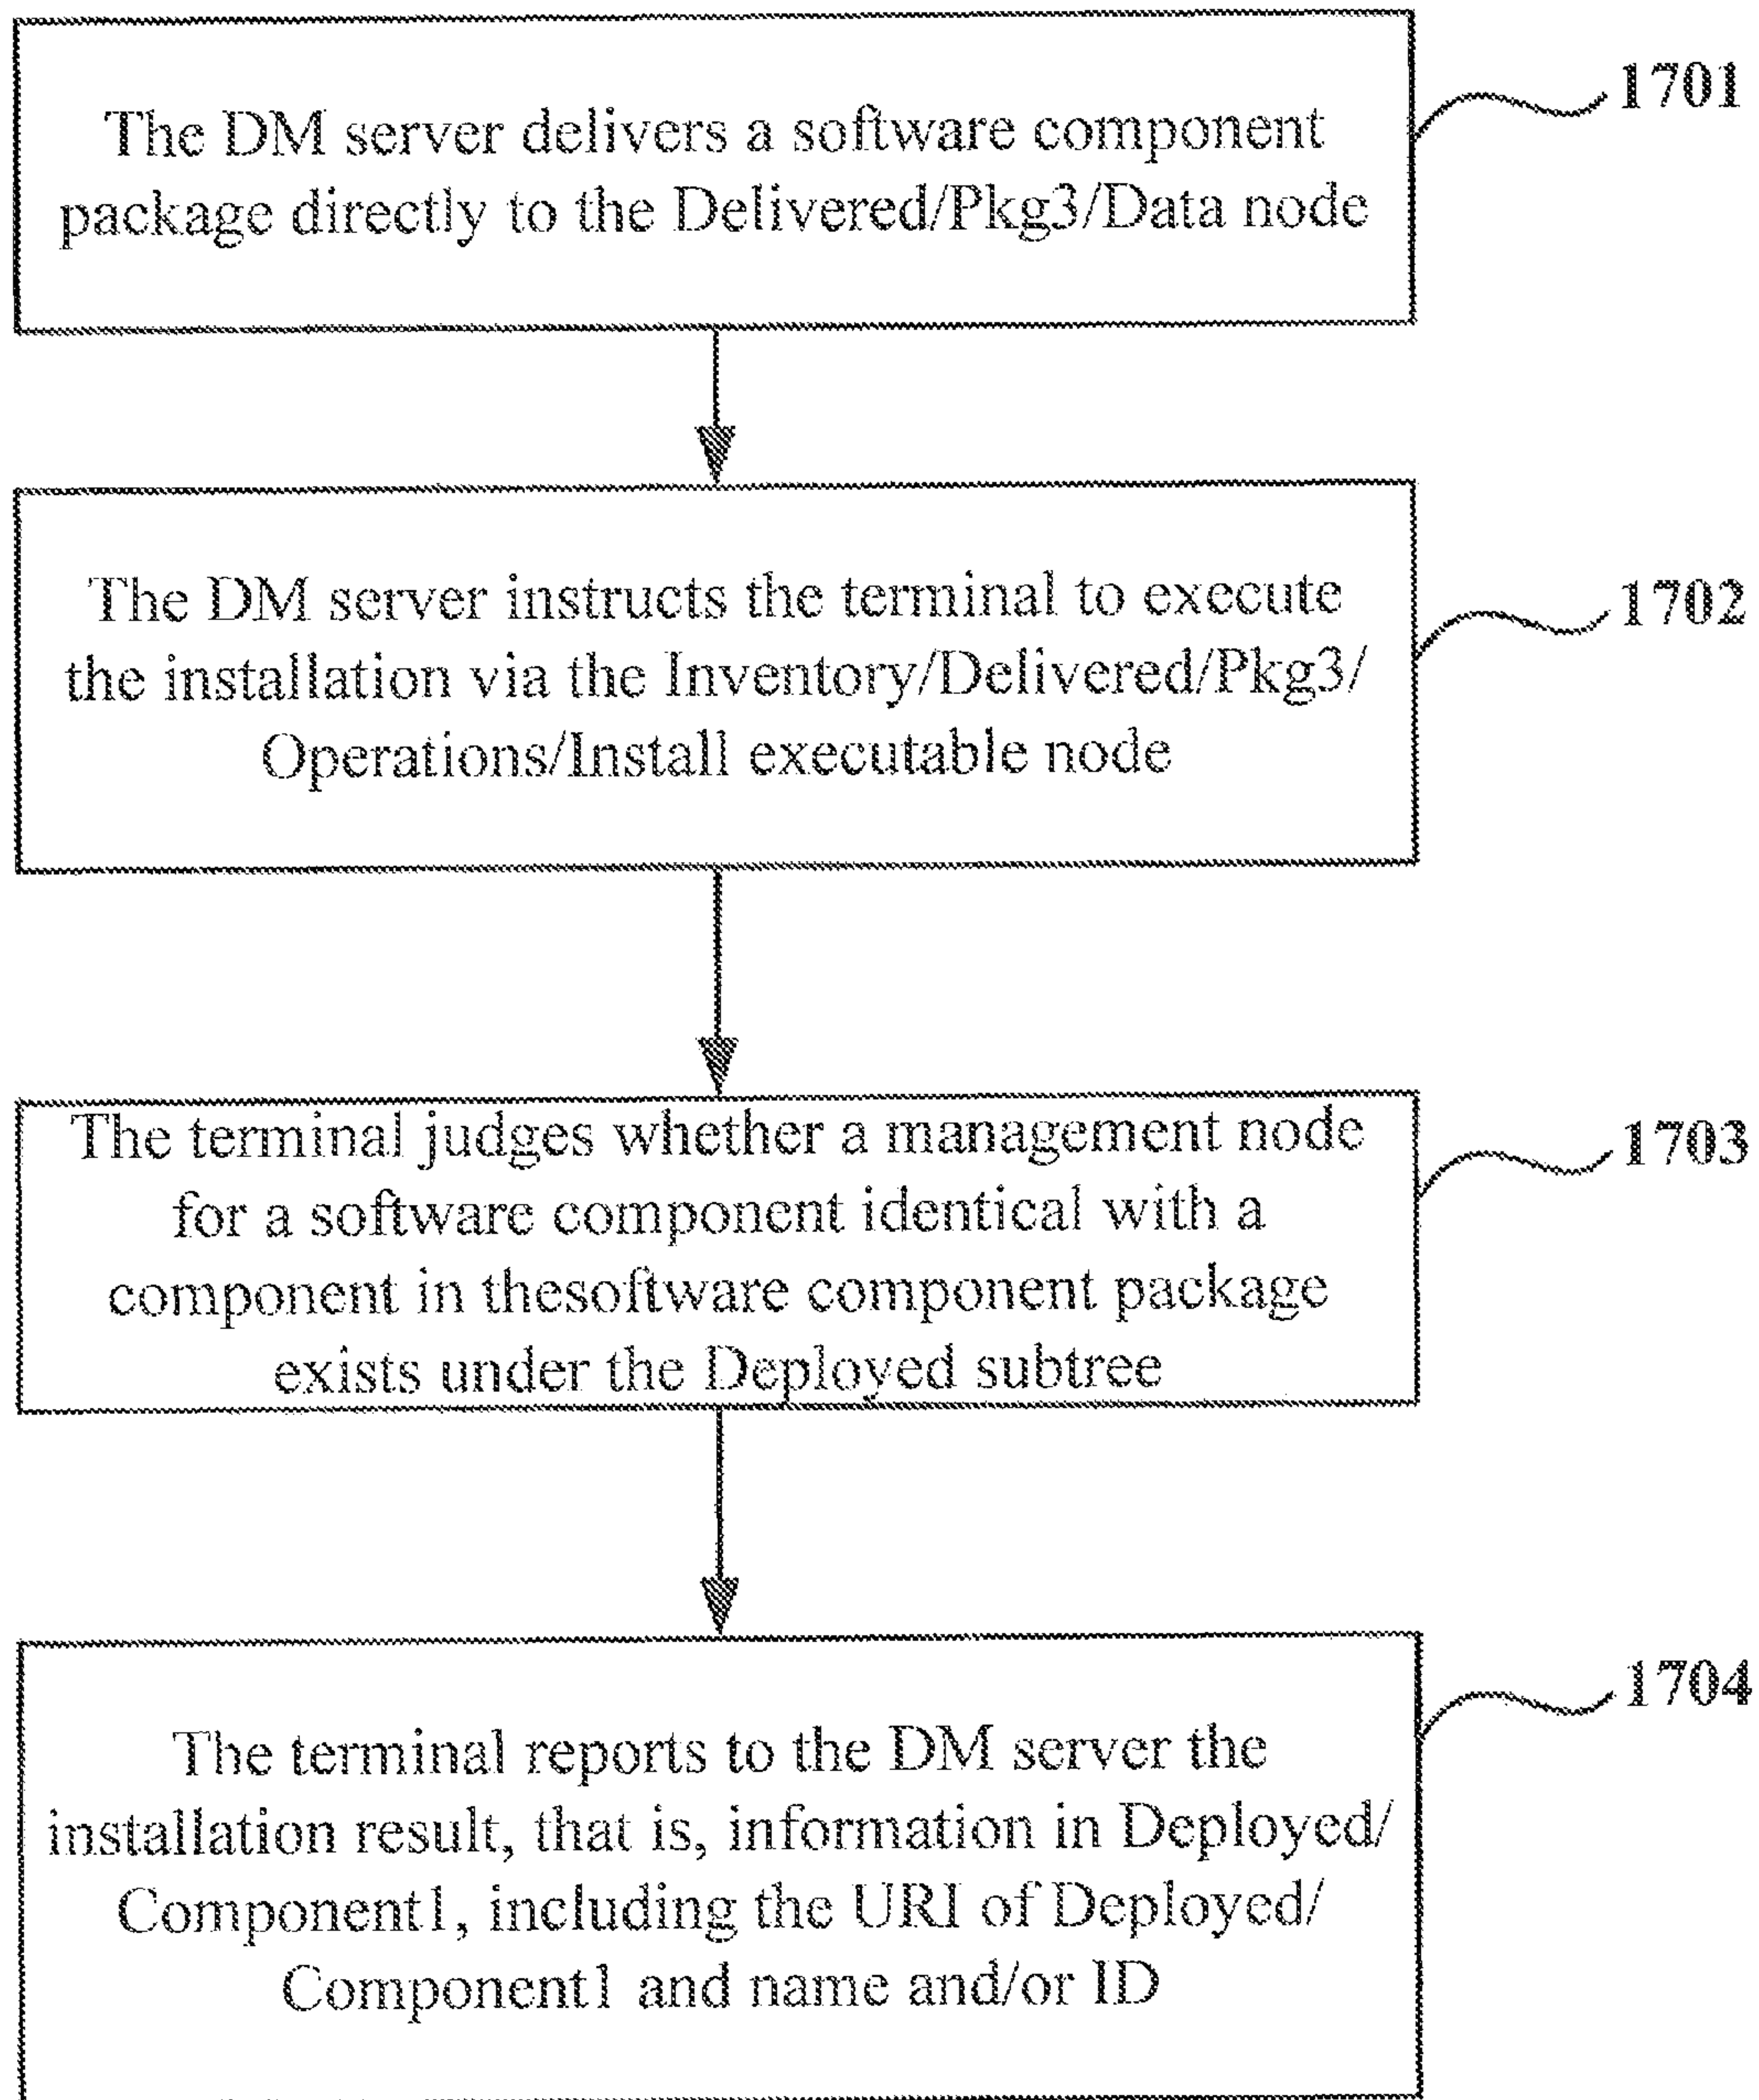 The DM server delivers a software component
package directly to the Delivered/Pkg3/Data node
1701
The DM server instructs the terminal to execute
the installation via the Inventory/Delivered/Pkg3/
Operations/Install executable node
1702
The terminal judges whether a management node
for a software component identical with a
component in thesoftware component package
exists under the Deployed subtree
1703
The terminal reports to the DM server the
installation result, that is, information in Deployed/
Component1, including the URI of Deployed/
Component1 and name and/or ID
1704